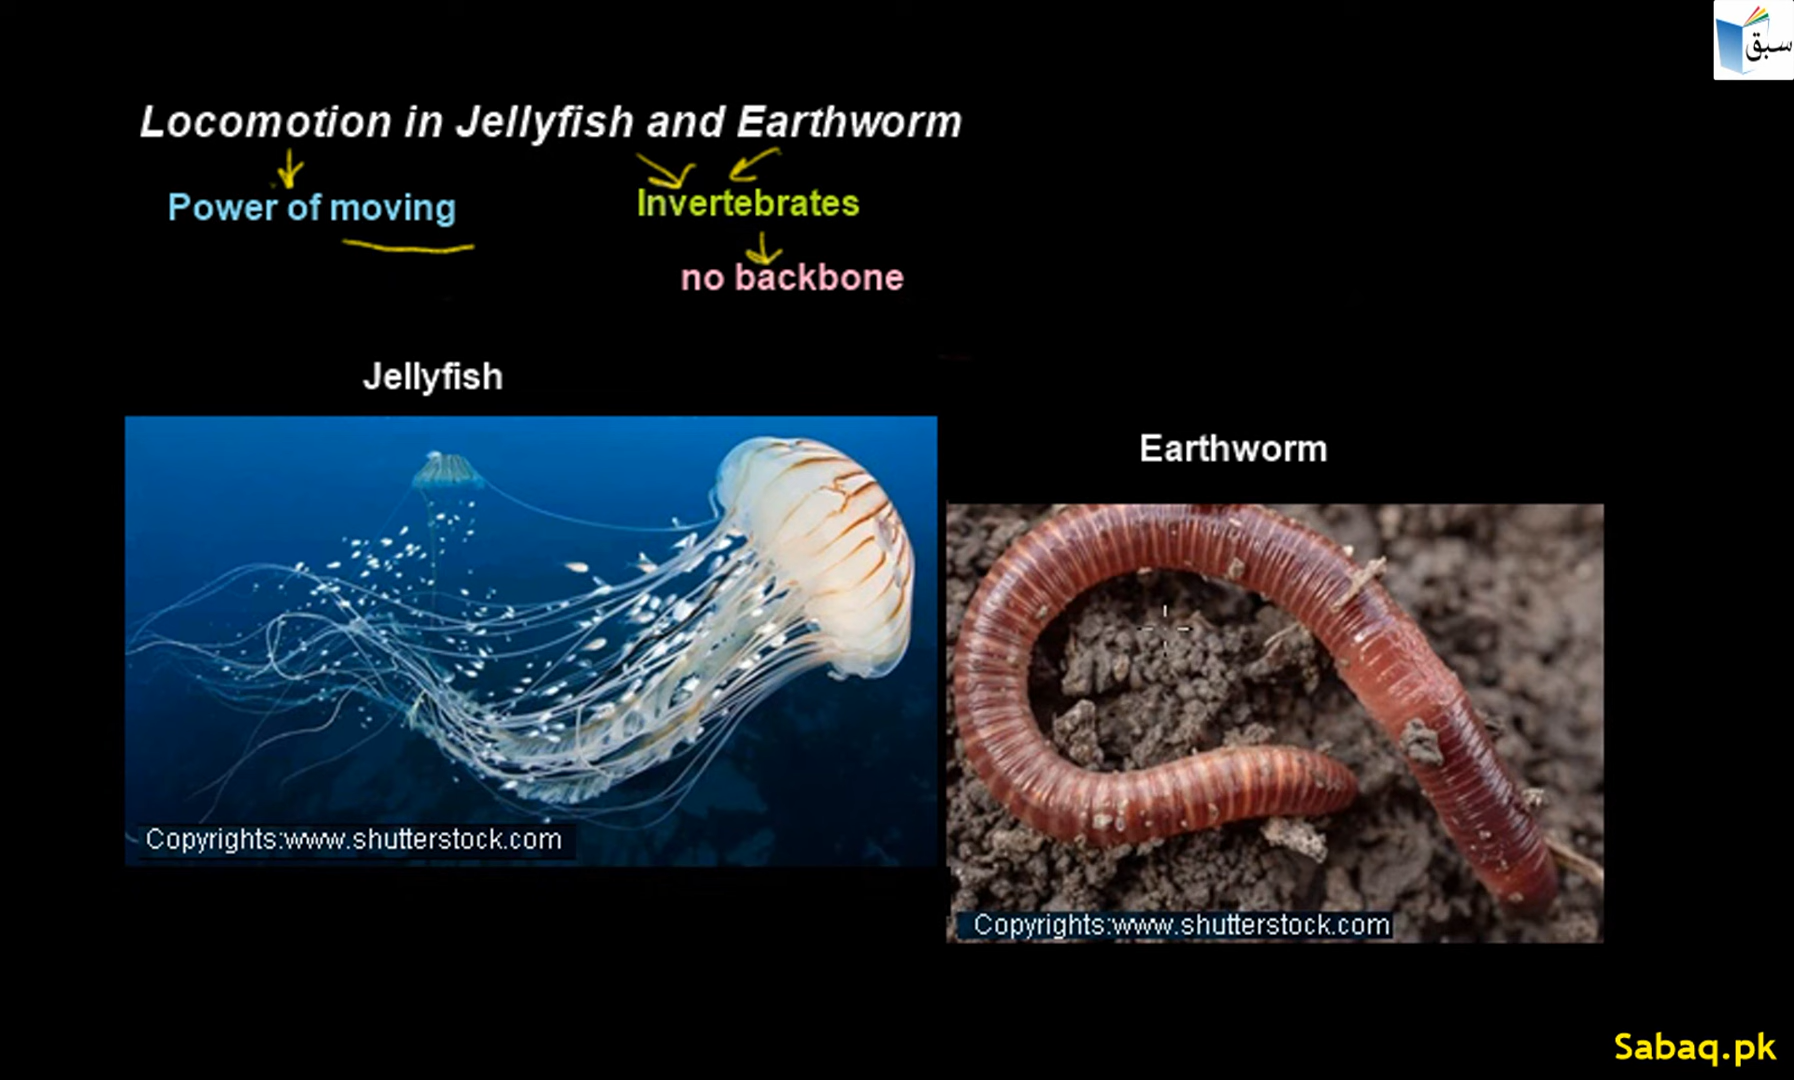 سبق
Locomotion in Jellyfish and Earthworm
Power of moving
Invertebrates
no backbone
Jellyfish
Earthworm
Copyrights:www.shutterstock.com
Copyrights:www.shutterstock.com
Sabaq.pk